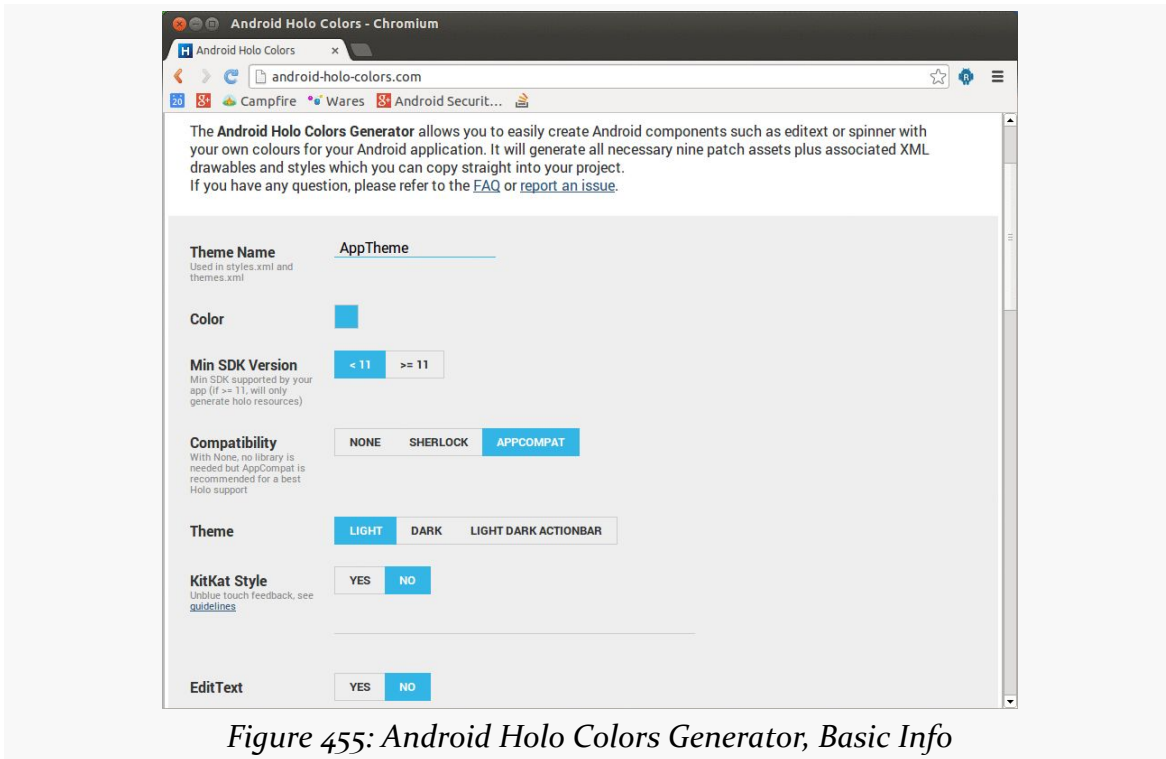 Android Holo Colors - Chromium
Android Holo Colors
android-holo-colors.com
20 8+ Campfire Wares 8+ Android Securit...
The Android Holo Colors Generator allows you to easily create Android components such as editext or spinner with
your own colours for your Android application. It will generate all necessary nine patch assets plus associated XML
drawables and styles which you can copy straight into your project.
If you have any question, please refer to the FAQ or report an issue.
Theme Name
AppTheme
Used in styles.xml and
themes.xml
Color
Min SDK Version
< 11 >= 11
Min SDK supported by your
app (if >= 11, will only
generate holo resources)
Compatibility
NONE SHERLOCK APPCOMPAT
With None, no library is
needed but AppCompat is
recommended for a best
Holo support
Theme
LIGHT DARK LIGHT DARK ACTIONBAR
KitKat Style
YES NO
Unblue touch feedback, see
guidelines
EditText
YES NO
Figure 455: Android Holo Colors Generator, Basic Info